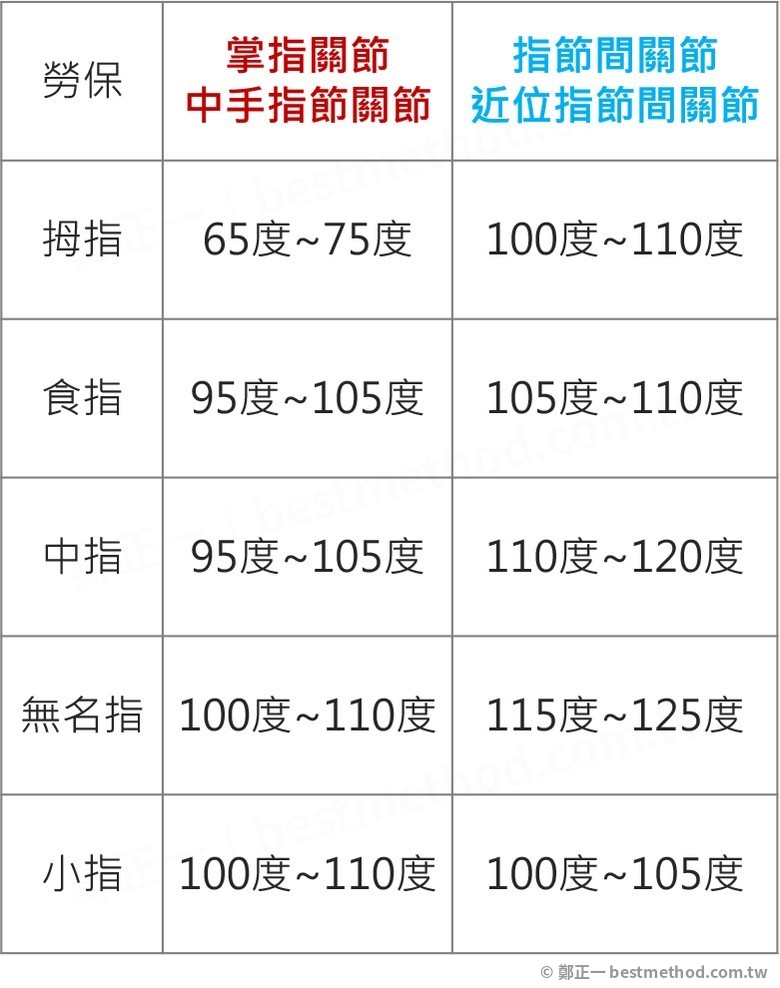 勞保
掌指關節
中手指節關節
指節間關節
近位指節間關節
拇指
65度~75度
100度~110度
食指
95度~105度
105度~110度
中指
95度~105度
110度~120度
無名指
100度~110度
115度~125度
小指
100度~110度
100度~105度
© 鄭正一 bestmethod.com.tw